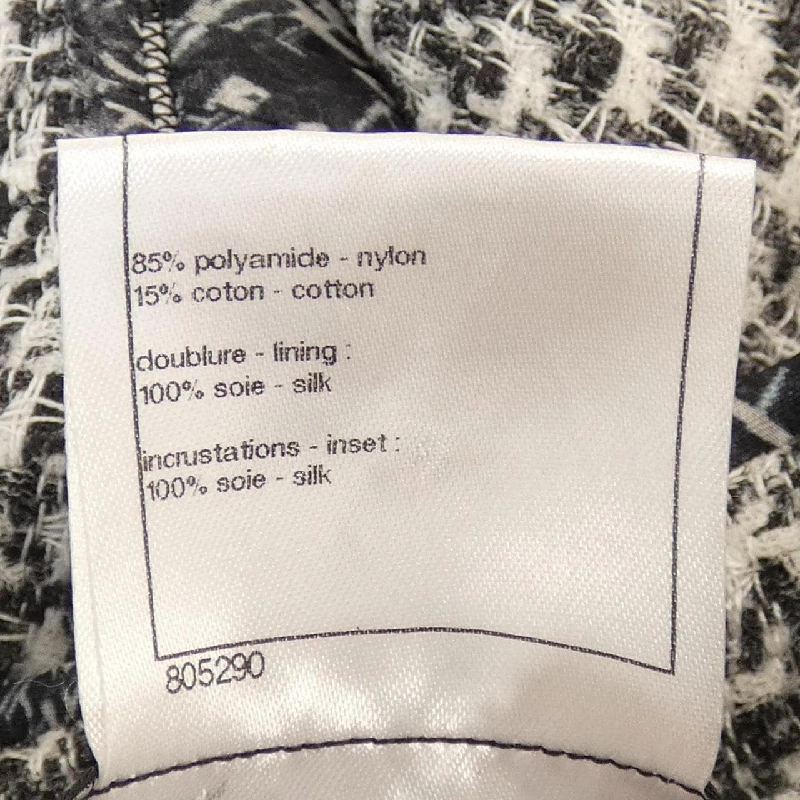 85% polyamide - nylon
15% coton - cotton
doublure - lining :
100% soie - silk
incrustations - inset :
100% soie - silk
805290